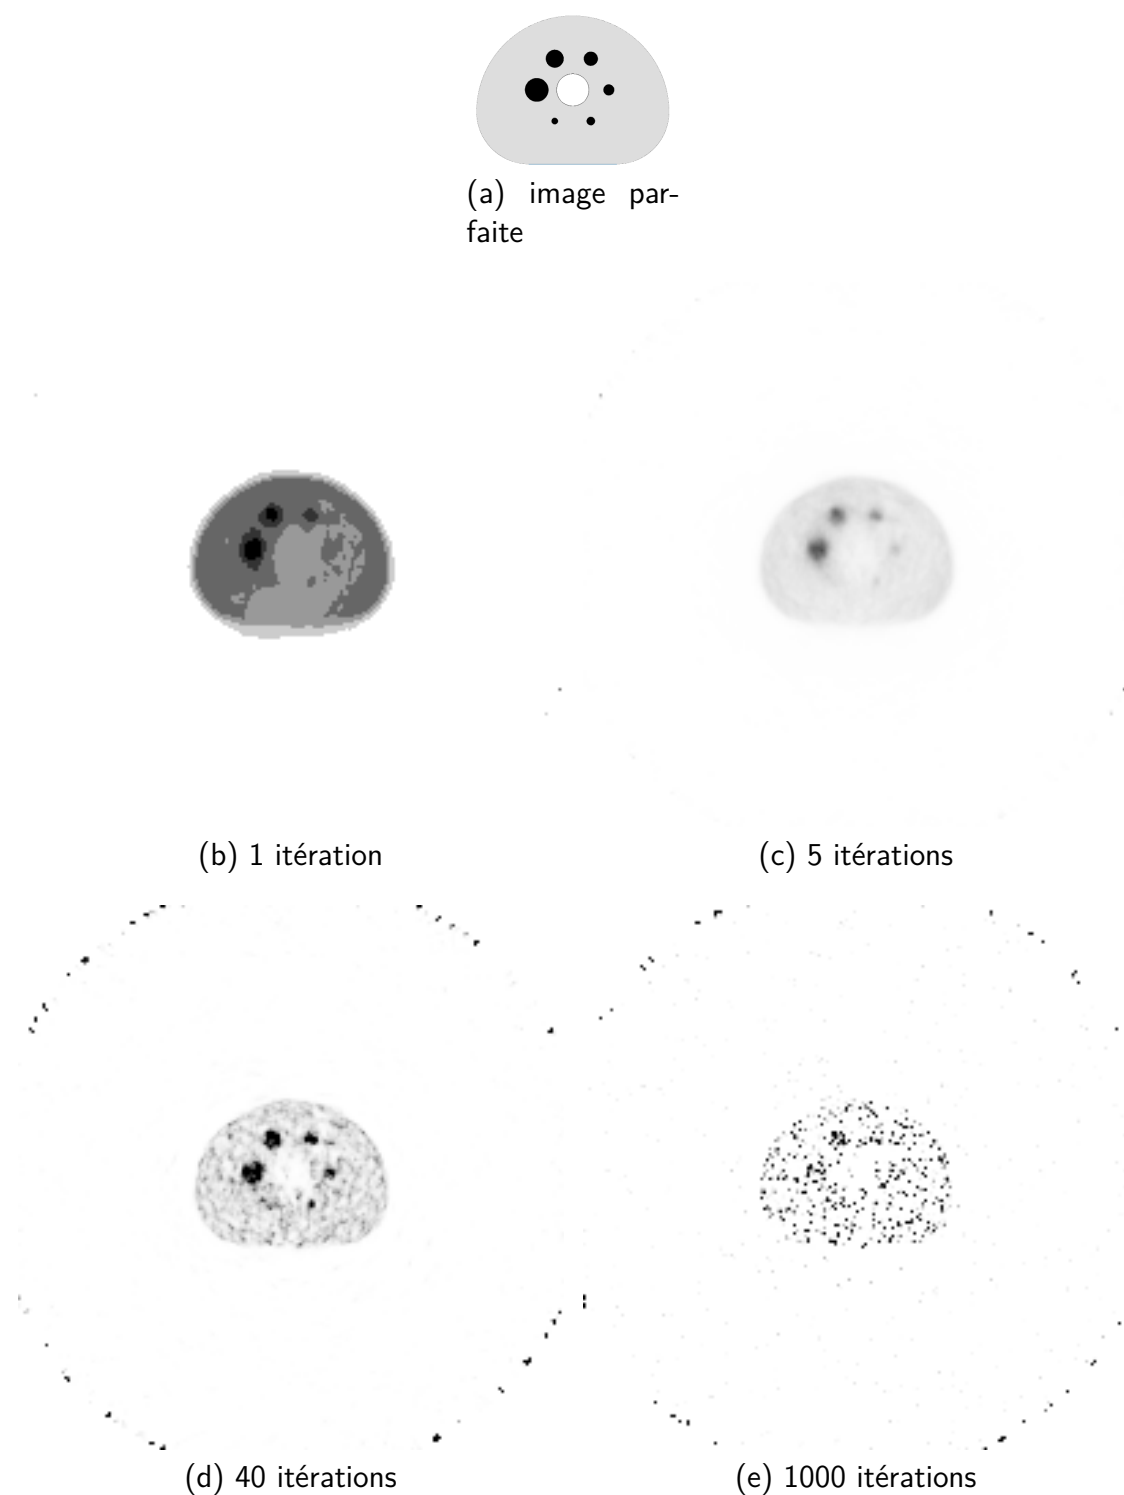 (a) image par-
faite
(b) 1 itération
(c) 5 itérations
(d) 40 itérations
(e) 1000 itérations